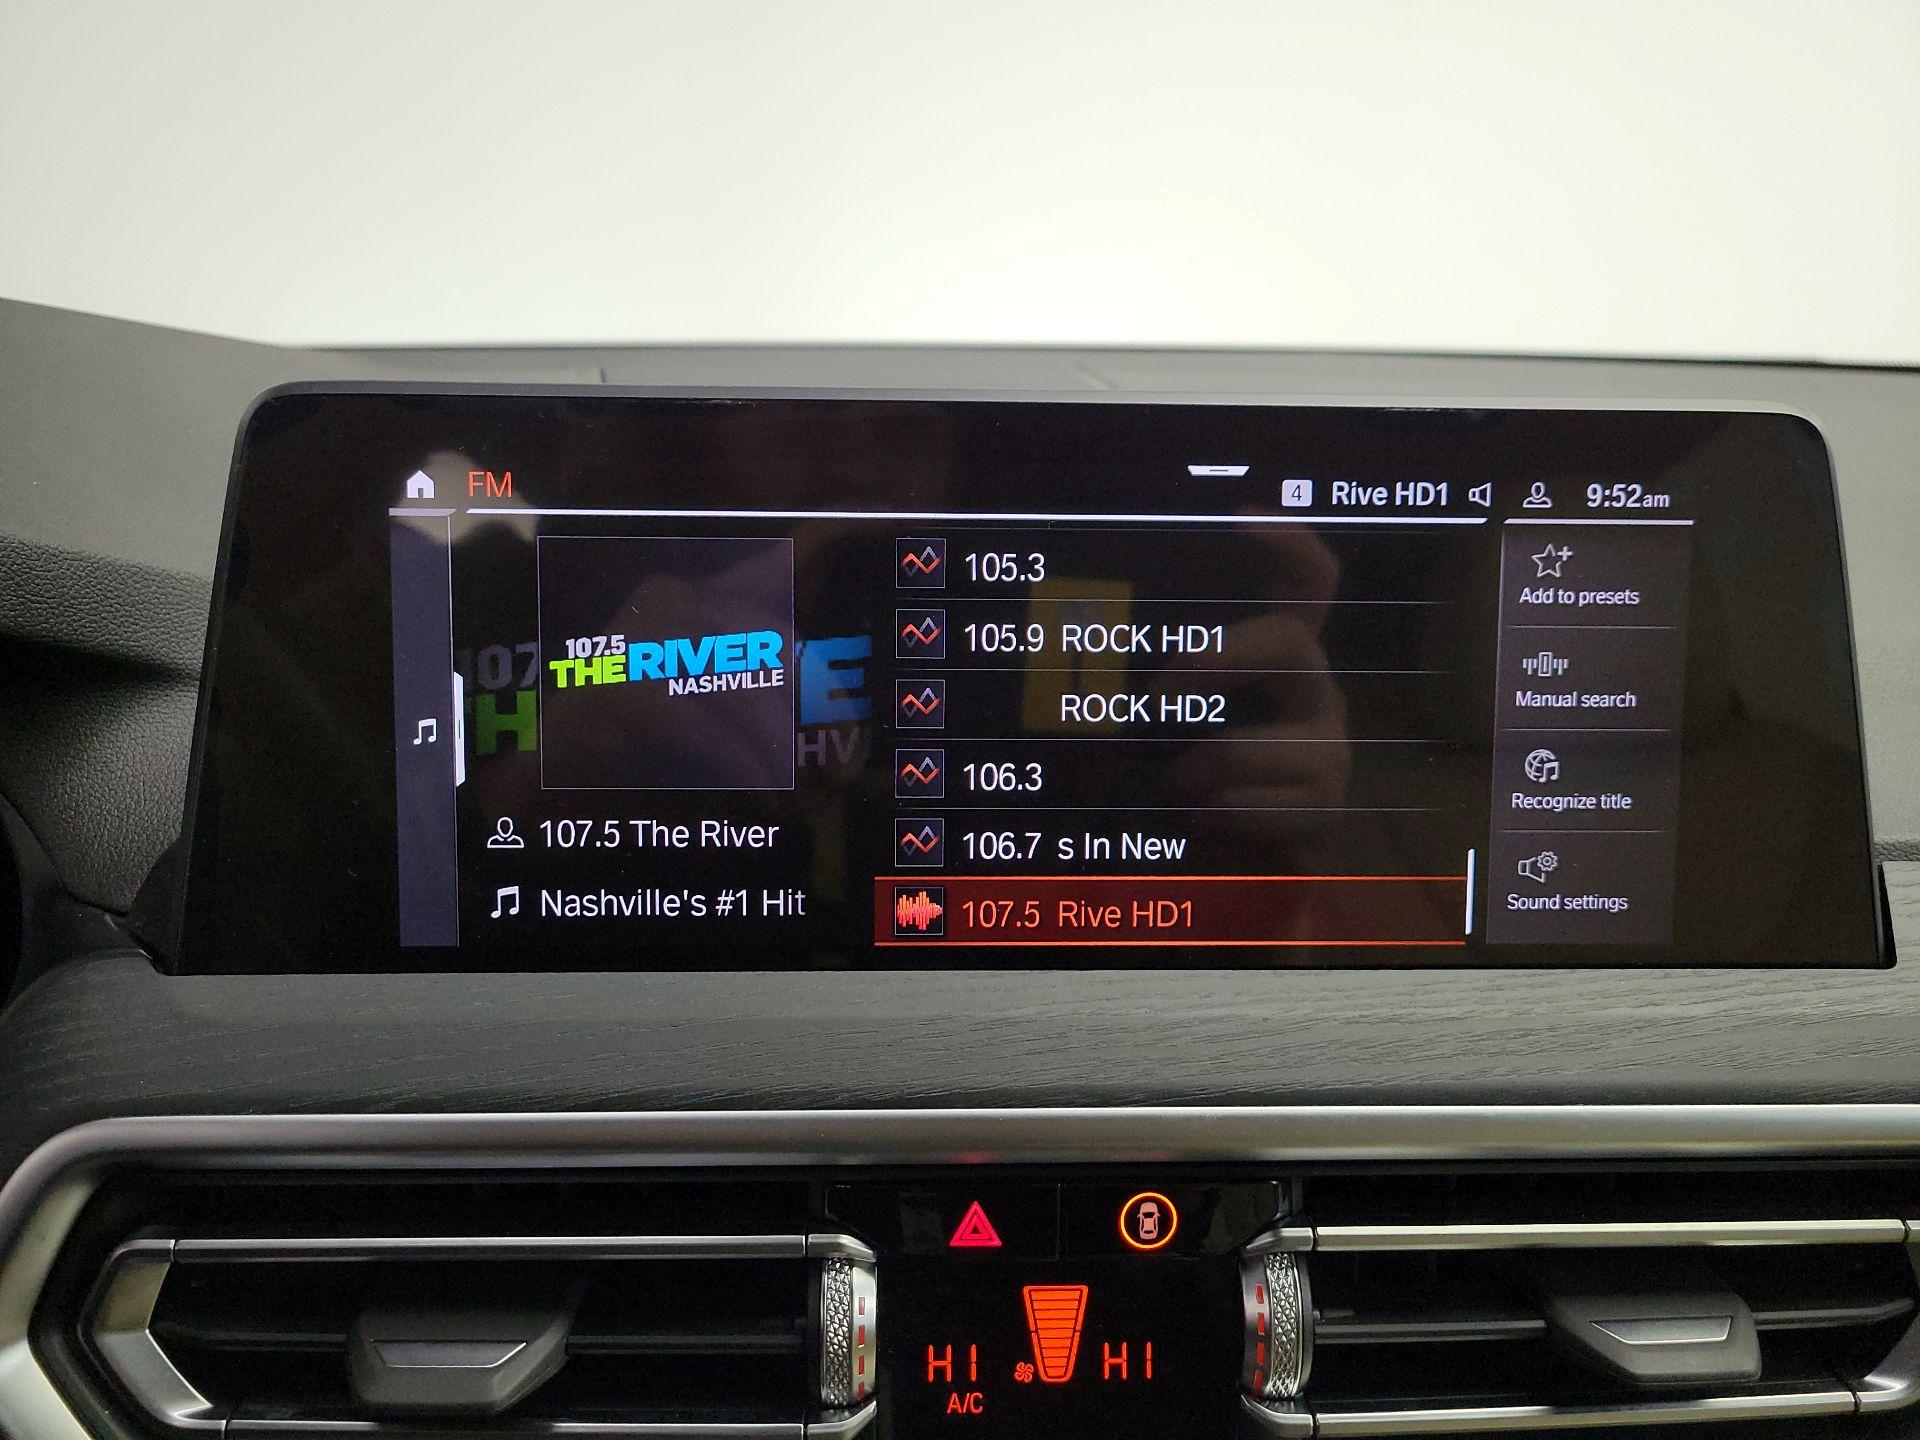 FM
4 Rive HD1 9:52am
107.5
THE RIVER
NASHVILLE
107.5 The River
Nashville's #1 Hit
105.3
105.9 ROCK HD1
ROCK HD2
106.3
106.7 s In New
107.5 Rive HD1
Add to presets
Manual search
Recognize title
Sound settings
HI HI
A/C